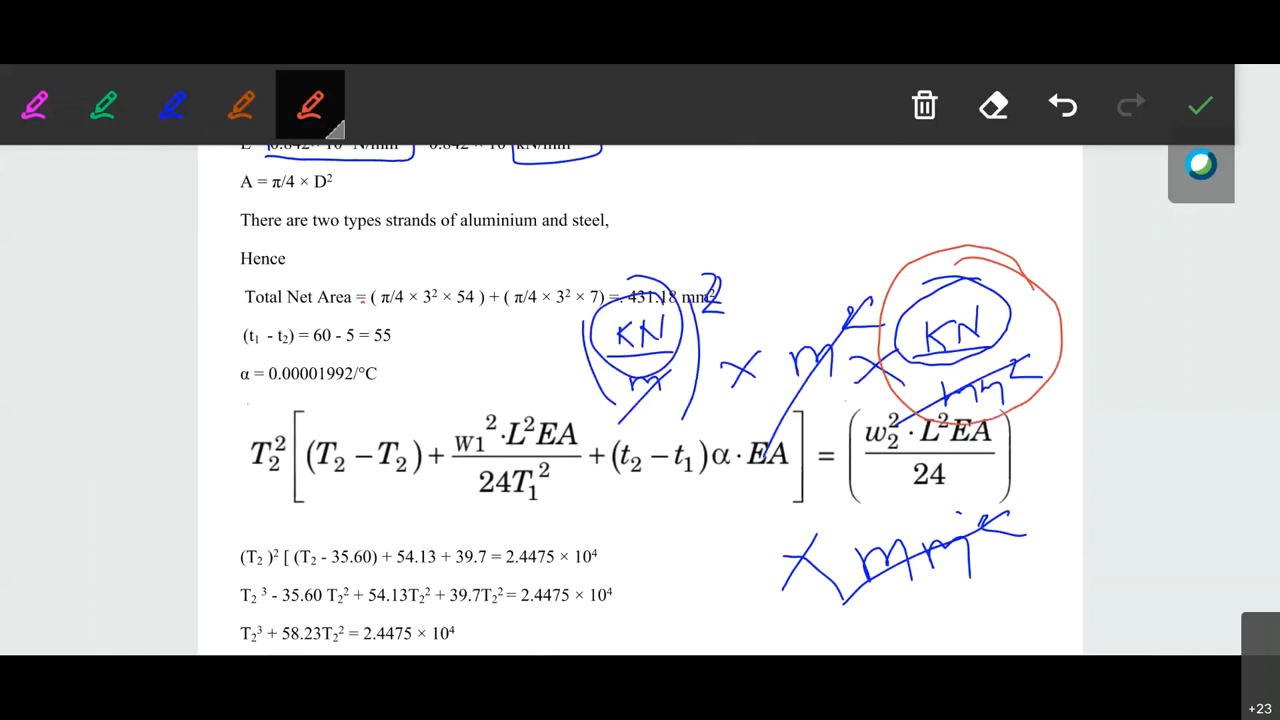 A = π/4 × D²
There are two types strands of aluminium and steel,
Hence
Total Net Area = ( π/4 × 3² × 54 ) + ( π/4 × 3² × 7) = 431.18 mm²
(t₁ - t₂) = 60 - 5 = 55
α = 0.00001992/°C
(KN/m)² × m² × KN/mm²
T₂² [ (T₂ − T₂) + w1²·L²EA / 24T₁² + (t₂ − t₁)α · EA ] = ( w₂² · L²EA / 24 )
× mm²
(T₂ )² [ (T₂ - 35.60) + 54.13 + 39.7 = 2.4475 × 10⁴
T₂ ³ - 35.60 T₂² + 54.13T₂² + 39.7T₂² = 2.4475 × 10⁴
T₂³ + 58.23T₂² = 2.4475 × 10⁴
+23